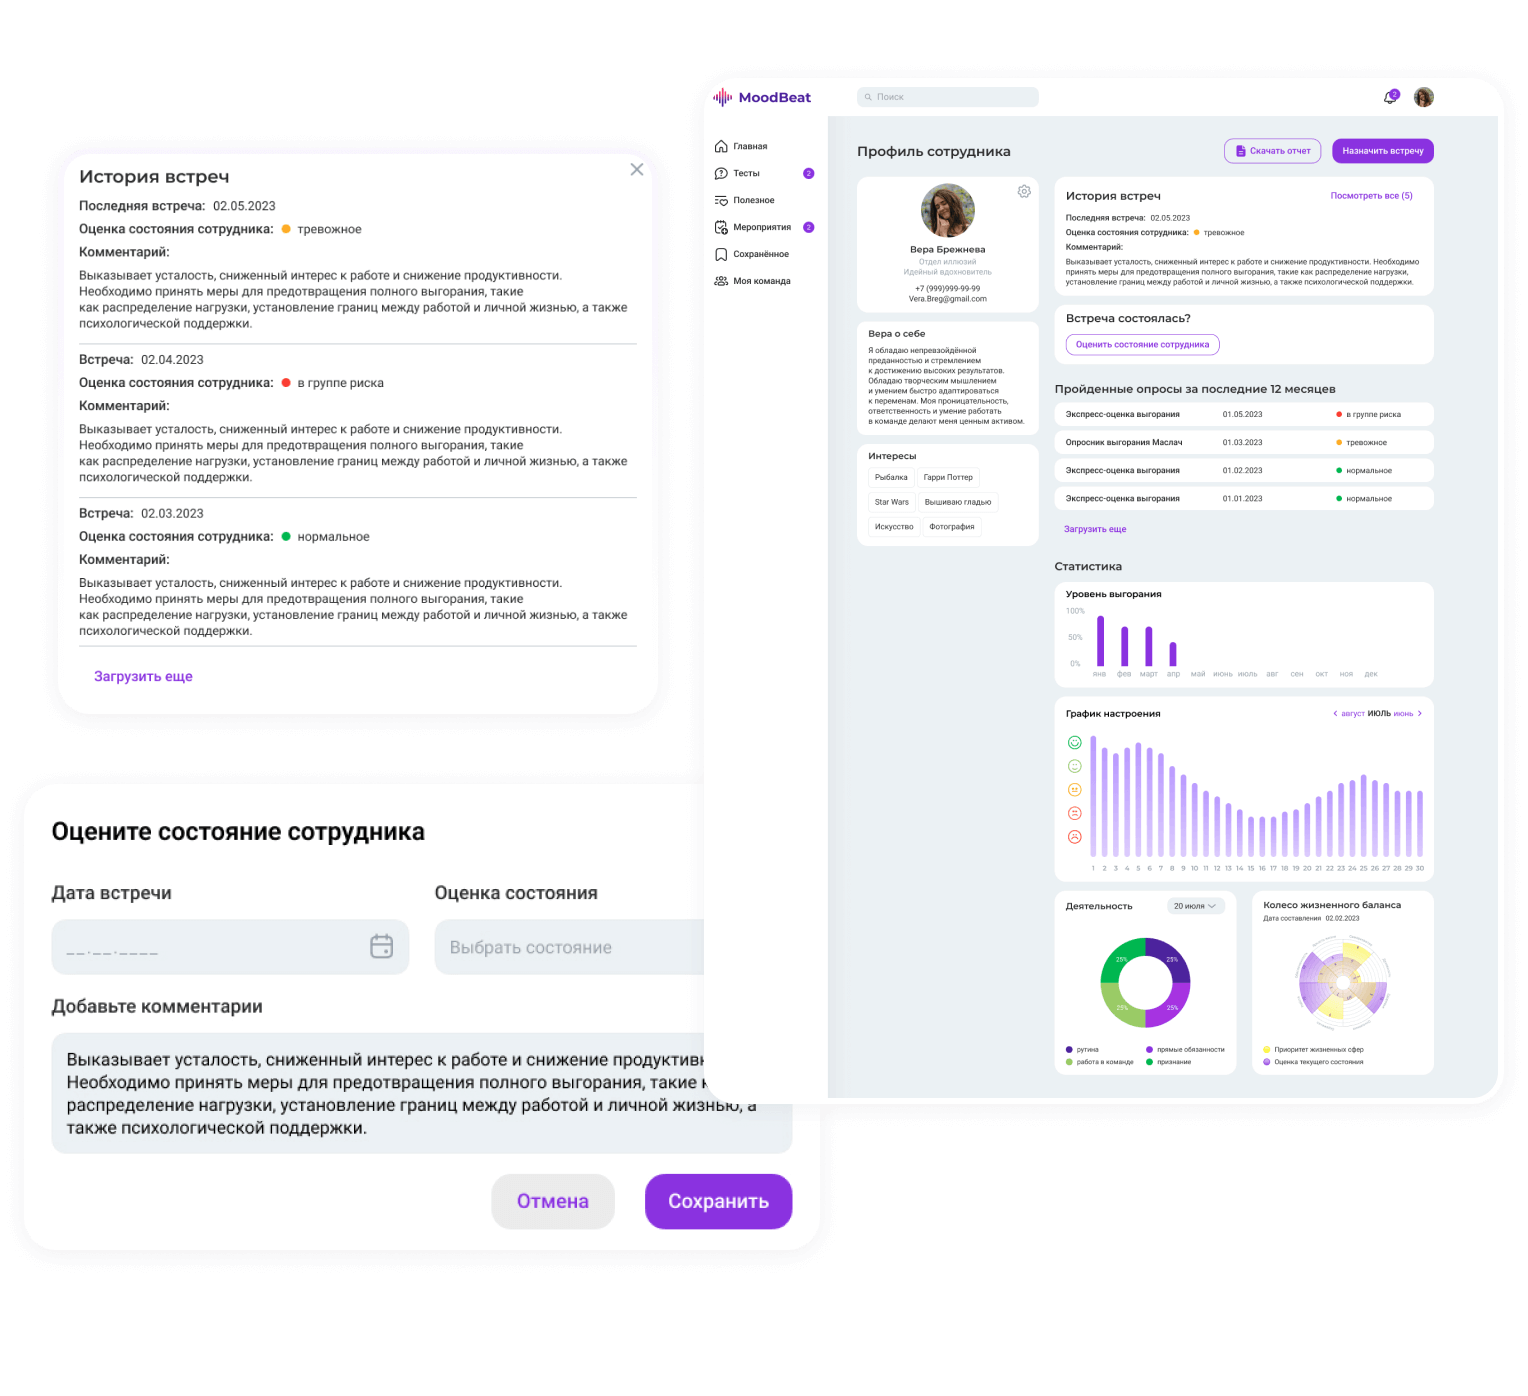 История встреч
Последняя встреча: 02.05.2023
Оценка состояния сотрудника: тревожное
Комментарий:
Выказывает усталость, сниженный интерес к работе и снижение продуктивности.
Необходимо принять меры для предотвращения полного выгорания, такие
как распределение нагрузки, установление границ между работой и личной жизнью, а также
психологической поддержки.
Встреча: 02.04.2023
Оценка состояния сотрудника: в группе риска
Комментарий:
Выказывает усталость, сниженный интерес к работе и снижение продуктивности.
Необходимо принять меры для предотвращения полного выгорания, такие
как распределение нагрузки, установление границ между работой и личной жизнью, а также
психологической поддержки.
Встреча: 02.03.2023
Оценка состояния сотрудника: нормальное
Комментарий:
Выказывает усталость, сниженный интерес к работе и снижение продуктивности.
Необходимо принять меры для предотвращения полного выгорания, такие
как распределение нагрузки, установление границ между работой и личной жизнью, а также
психологической поддержки.
Загрузить еще
Оцените состояние сотрудника
Дата встречи Оценка состояния
__.__.____ Выбрать состояние
Добавьте комментарии
Выказывает усталость, сниженный интерес к работе и снижение
Необходимо принять меры для предотвращения полного выгорания, такие
распределение нагрузки, установление границ между работой и личной жизнью, а
также психологической поддержки.
Отмена Сохранить
MoodBeat
Поиск
2
Главная
Тесты 2
Полезное
Мероприятия 2
Сохранённое
Моя команда
Профиль сотрудника
Скачать отчет Назначить встречу
Вера Брежнева
Отдел иллюзий
Идейный вдохновитель
+7 (999)999-99-99
Vera.Breg@gmail.com
Вера о себе
Я обладаю непревзойдённой
преданностью и стремлением
к достижению высоких результатов.
Обладаю творческим мышлением
и умением быстро адаптироваться
к переменам. Моя проницательность,
ответственность и умение работать
в команде делают меня ценным активом.
Интересы
Рыбалка Гарри Поттер
Star Wars Вышиваю гладью
Искусство Фотография
История встреч Посмотреть все (5)
Последняя встреча: 02.05.2023
Оценка состояния сотрудника: тревожное
Комментарий:
Выказывает усталость, сниженный интерес к работе и снижение продуктивности. Необходимо
принять меры для предотвращения полного выгорания, такие как распределение нагрузки,
установление границ между работой и личной жизнью, а также психологической поддержки.
Встреча состоялась?
Оценить состояние сотрудника
Пройденные опросы за последние 12 месяцев
Экспресс-оценка выгорания 01.05.2023 в группе риска
Опросник выгорания Маслач 01.03.2023 тревожное
Экспресс-оценка выгорания 01.02.2023 нормальное
Экспресс-оценка выгорания 01.01.2023 нормальное
Загрузить еще
Статистика
Уровень выгорания
100%
50%
0%
янв фев март апр май июнь июль авг сен окт ноя дек
График настроения август ИЮЛЬ июнь
1 2 3 4 5 6 7 8 9 10 11 12 13 14 15 16 17 18 19 20 21 22 23 24 25 26 27 28 29 30
Деятельность 20 июля
25% 25%
25% 25%
рутина прямые обязанности
работа в команде признание
Колесо жизненного баланса
Дата составления 02.02.2023
Приоритет жизненных сфер
Оценка текущего состояния